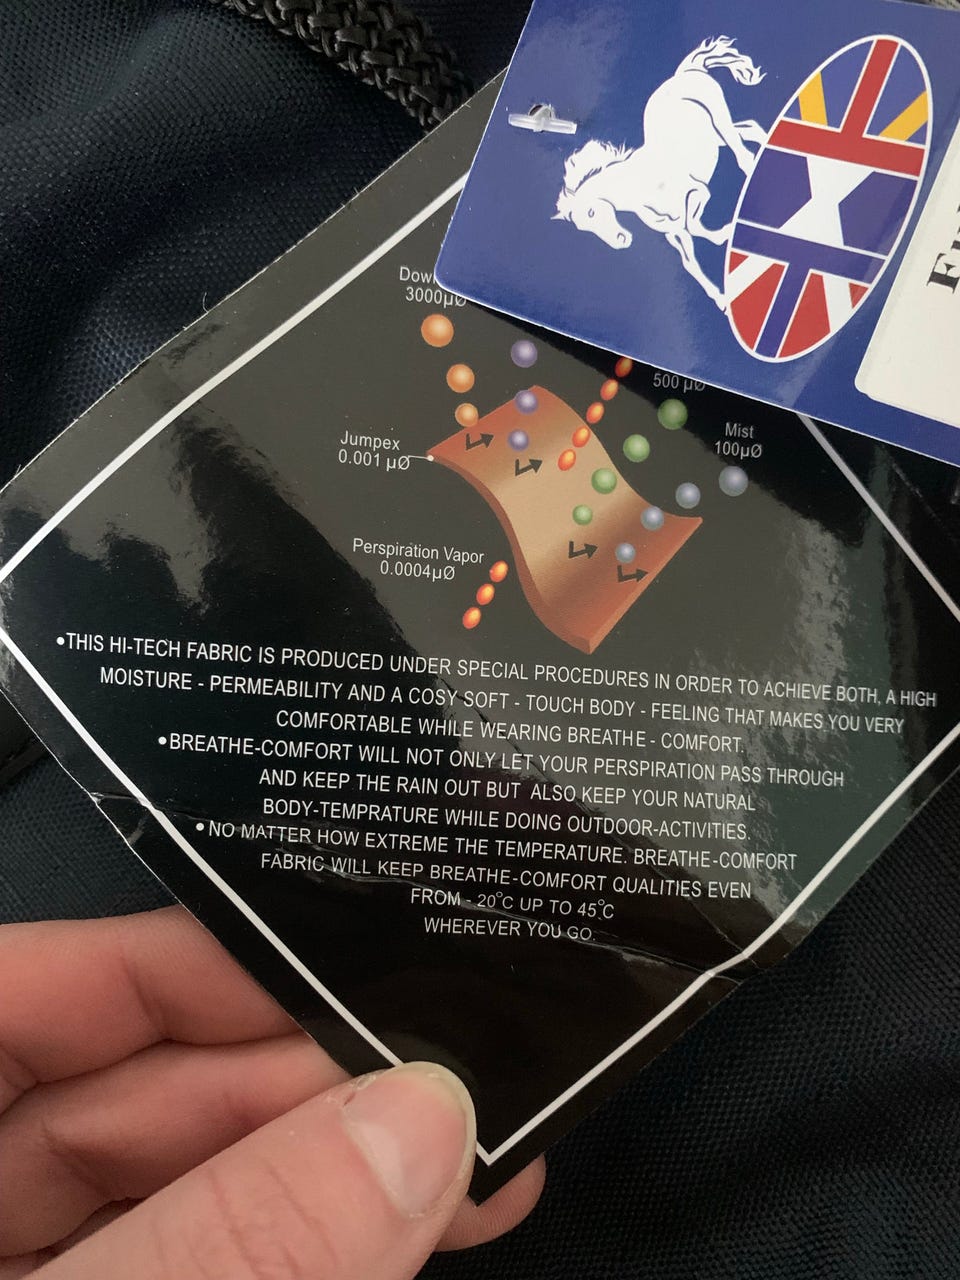 3000µØ
500 µØ
Mist
100µØ
Jumpex
0.001 µØ
Perspiration Vapor
0.0004µØ
•THIS HI-TECH FABRIC IS PRODUCED UNDER SPECIAL PROCEDURES IN ORDER TO ACHIEVE BOTH, A HIGH
MOISTURE - PERMEABILITY AND A COSY SOFT - TOUCH BODY - FEELING THAT MAKES YOU VERY
COMFORTABLE WHILE WEARING BREATHE - COMFORT.
•BREATHE-COMFORT WILL NOT ONLY LET YOUR PERSPIRATION PASS THROUGH
AND KEEP THE RAIN OUT BUT ALSO KEEP YOUR NATURAL
BODY-TEMPRATURE WHILE DOING OUTDOOR-ACTIVITIES.
•NO MATTER HOW EXTREME THE TEMPERATURE. BREATHE-COMFORT
FABRIC WILL KEEP BREATHE-COMFORT QUALITIES EVEN
FROM - 20°C UP TO 45°C
WHEREVER YOU GO.